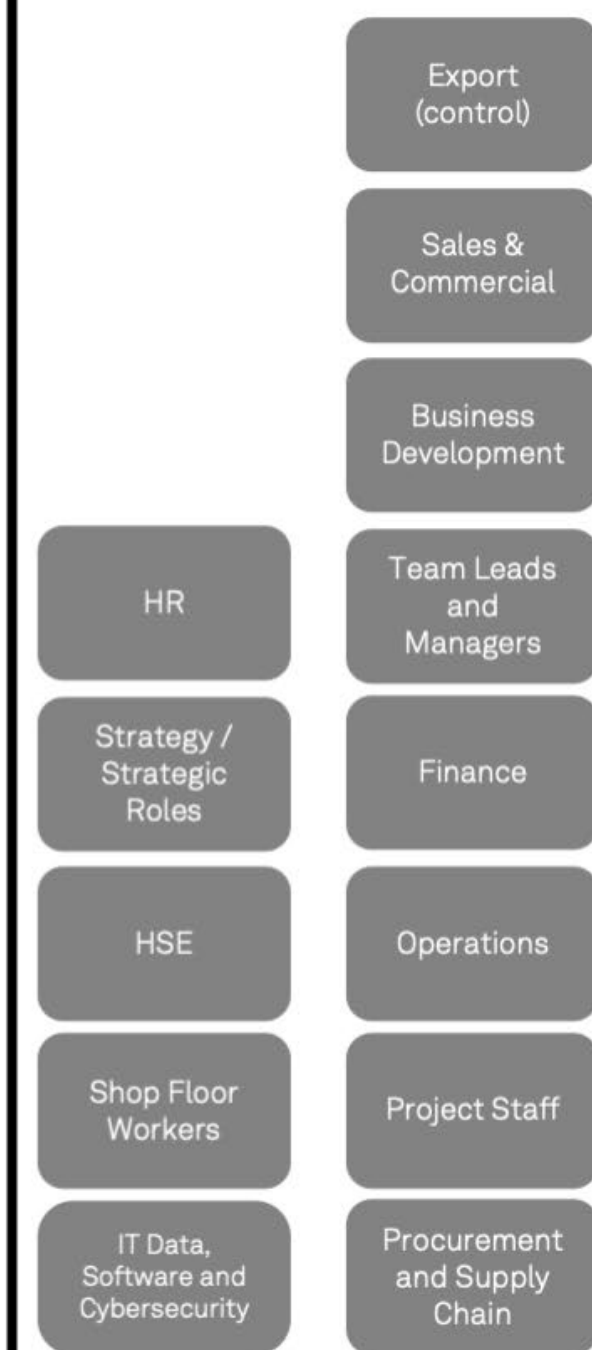 Export
(control)
Sales &
Commercial
Business
Development
HR
Team Leads
and
Managers
Strategy /
Strategic
Roles
Finance
HSE
Operations
Shop Floor
Workers
Project Staff
IT Data,
Software and
Cybersecurity
Procurement
and Supply
Chain